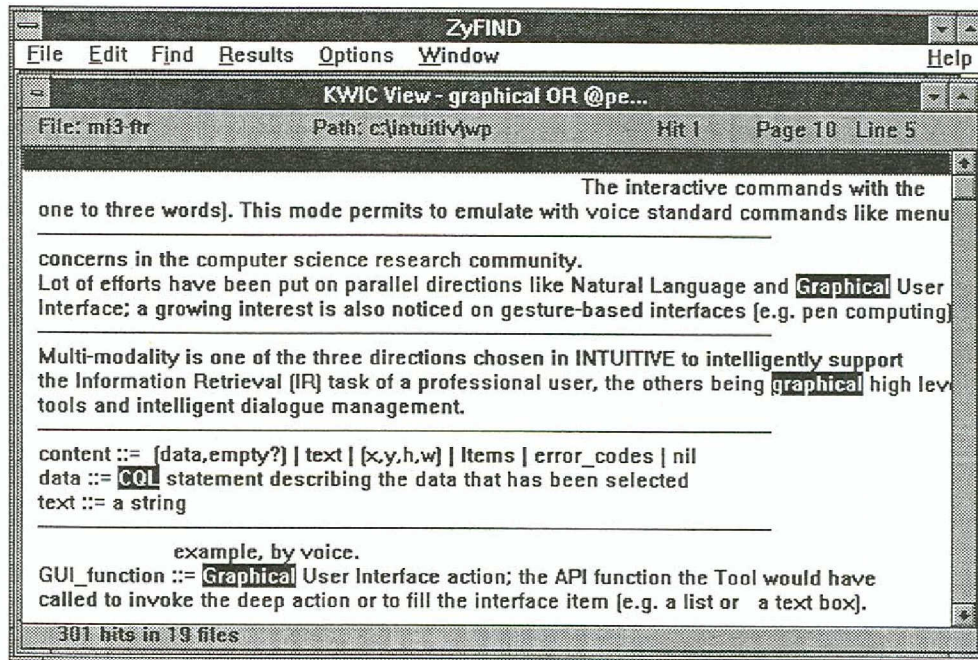 ZyFIND
File Edit Find Results Options Window Help
KWIC View - graphical OR @pe...
File: mi3-ftr Path: c:\intuitiv\wp Hit 1 Page 10 Line 5
The interactive commands with the
one to three words). This mode permits to emulate with voice standard commands like menu
concerns in the computer science research community.
Lot of efforts have been put on parallel directions like Natural Language and Graphical User
Interface; a growing interest is also noticed on gesture-based interfaces (e.g. pen computing)
Multi-modality is one of the three directions chosen in INTUITIVE to intelligently support
the Information Retrieval (IR) task of a professional user, the others being graphical high leve
tools and intelligent dialogue management.
content ::= (data,empty?) | text | (x,y,h,w) | Items | error_codes | nil
data ::= CQL statement describing the data that has been selected
text ::= a string
example, by voice.
GUI_function ::= Graphical User Interface action; the API function the Tool would have
called to invoke the deep action or to fill the interface item (e.g. a list or a text box).
301 hits in 19 files